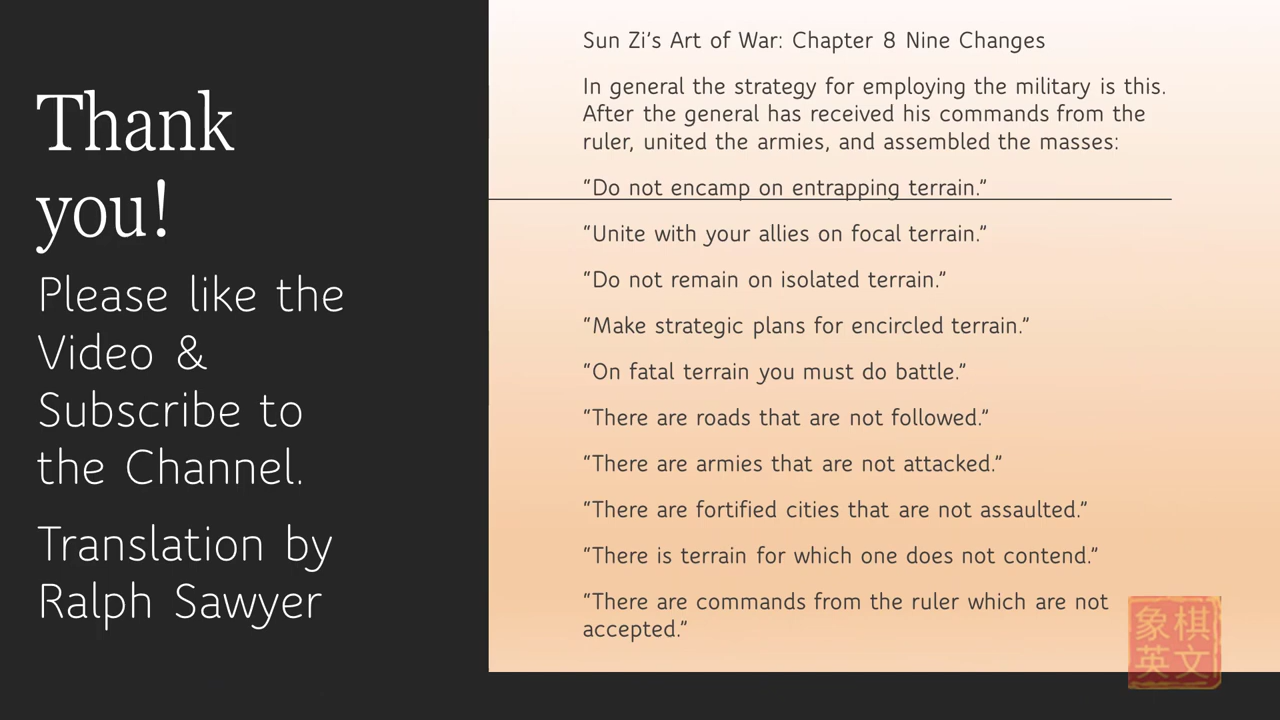 Thank
you!
Please like the
Video &
Subscribe to
the Channel.
Translation by
Ralph Sawyer
Sun Zi's Art of War: Chapter 8 Nine Changes
In general the strategy for employing the military is this.
After the general has received his commands from the
ruler, united the armies, and assembled the masses:
"Do not encamp on entrapping terrain."
"Unite with your allies on focal terrain."
"Do not remain on isolated terrain."
"Make strategic plans for encircled terrain."
"On fatal terrain you must do battle."
"There are roads that are not followed."
"There are armies that are not attacked."
"There are fortified cities that are not assaulted."
"There is terrain for which one does not contend."
"There are commands from the ruler which are not
accepted."
象棋
英文